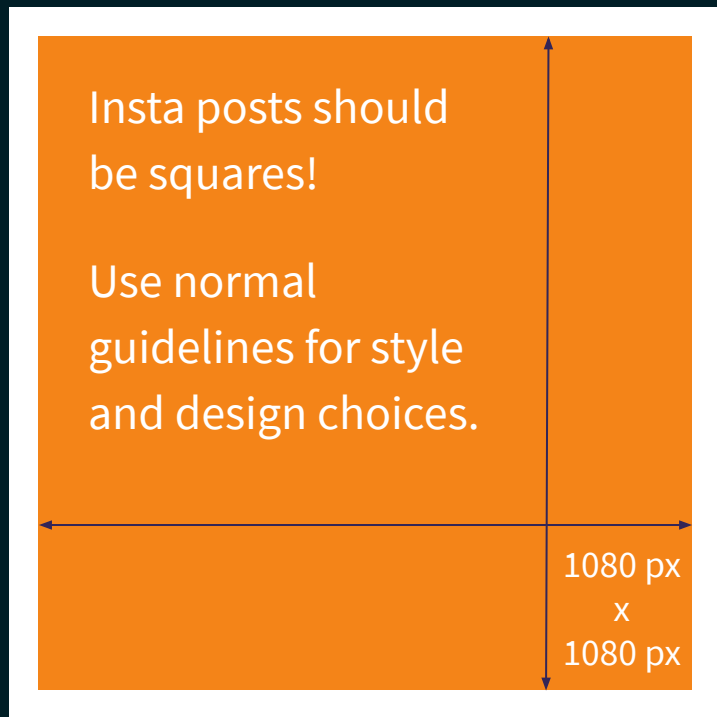 Insta posts should
be squares!
Use normal
guidelines for style
and design choices.
1080 px
x
1080 px